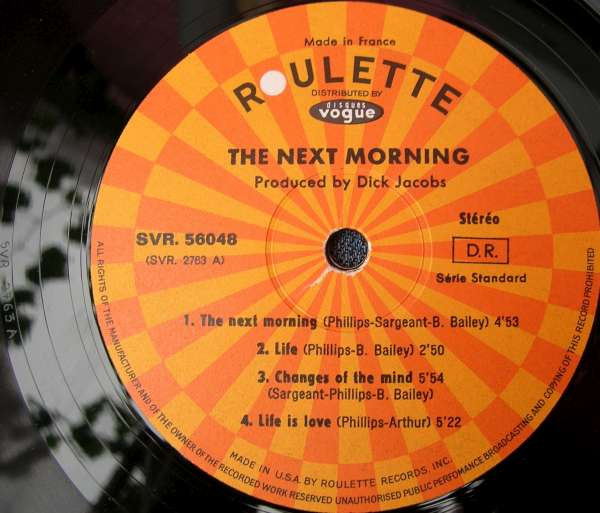 Made in France
ROULETTE
DISTRIBUTED BY
disques
vogue
THE NEXT MORNING
Produced by Dick Jacobs
SVR. 56048
(SVR. 2763 A)
Stéréo
D.R.
Série Standard
1. The next morning (Phillips-Sargeant-B. Bailey) 4'53
2. Life (Phillips-B. Bailey) 2'50
3. Changes of the mind 5'54
(Sargeant-Phillips-B. Bailey)
4. Life is love (Phillips-Arthur) 5'22
MADE IN U.S.A. BY ROULETTE RECORDS, INC.
ALL RIGHTS OF THE MANUFACTURER AND OF THE OWNER OF THE RECORDED WORK RESERVED UNAUTHORISED PUBLIC PERFOMANCE BROADCASTING AND COPYING OF THIS RECORD PROHIBITED
SVR 2763 A